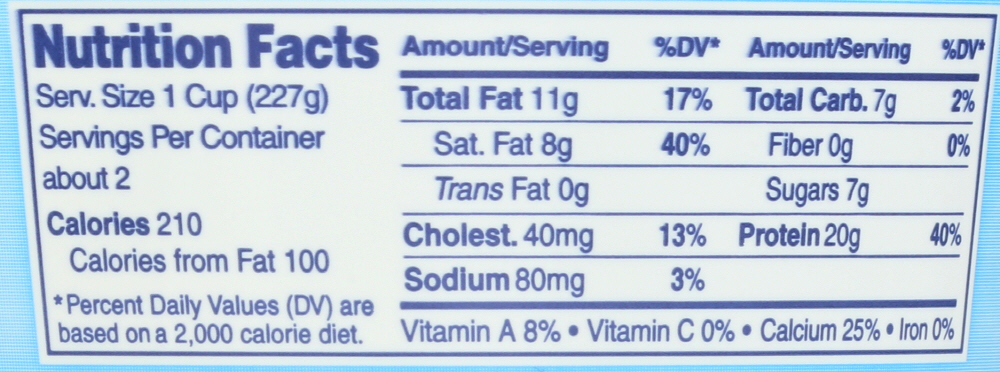 Nutrition Facts
Serv. Size 1 Cup (227g)
Servings Per Container
about 2
Calories 210
Calories from Fat 100
*Percent Daily Values (DV) are
based on a 2,000 calorie diet.
Amount/Serving %DV* Amount/Serving %DV*
Total Fat 11g 17% Total Carb. 7g 2%
Sat. Fat 8g 40% Fiber 0g 0%
Trans Fat 0g Sugars 7g
Cholest. 40mg 13% Protein 20g 40%
Sodium 80mg 3%
Vitamin A 8% • Vitamin C 0% • Calcium 25% • Iron 0%